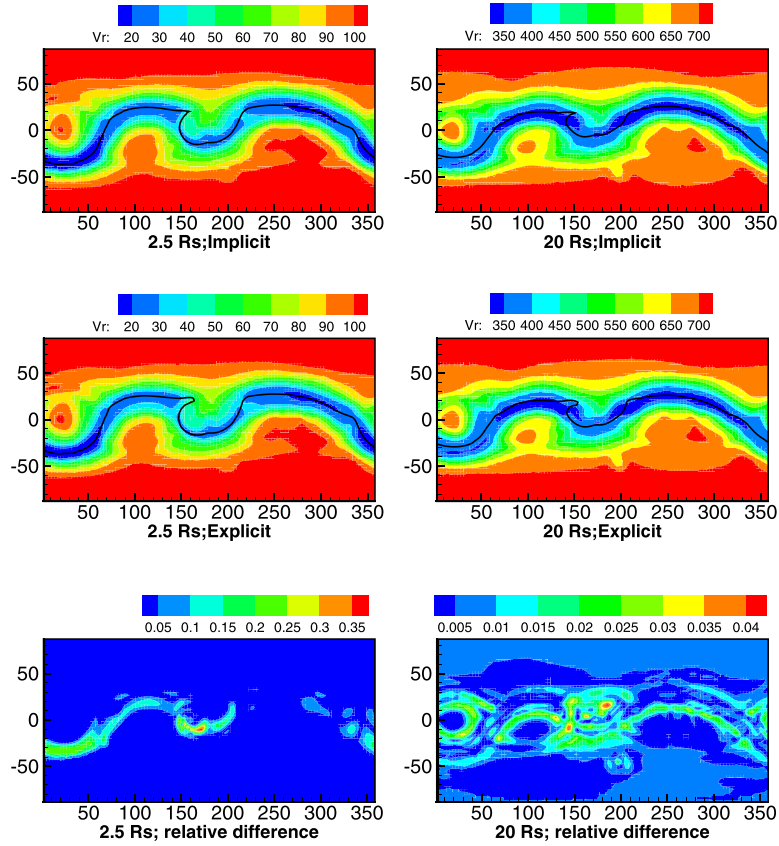 Vr: 20 30 40 50 60 70 80 90 100
50
0
-50
50 100 150 200 250 300 350
2.5 Rs;Implicit
Vr: 350 400 450 500 550 600 650 700
50
0
-50
50 100 150 200 250 300 350
20 Rs;Implicit
Vr: 20 30 40 50 60 70 80 90 100
50
0
-50
50 100 150 200 250 300 350
2.5 Rs;Explicit
Vr: 350 400 450 500 550 600 650 700
50
0
-50
50 100 150 200 250 300 350
20 Rs;Explicit
0.05 0.1 0.15 0.2 0.25 0.3 0.35
50
0
-50
50 100 150 200 250 300 350
2.5 Rs; relative difference
0.005 0.01 0.015 0.02 0.025 0.03 0.035 0.04
50
0
-50
50 100 150 200 250 300 350
20 Rs; relative difference